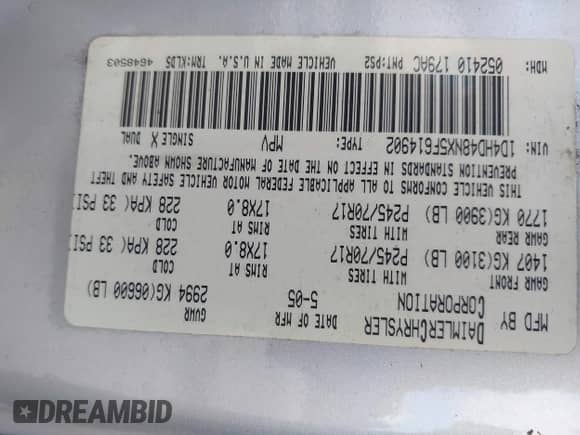 MFD BY DAIMLERCHRYSLER CORPORATION DATE OF MFR 5-05 GVWR 2994 KG(06600 LB)
GAWR FRONT WITH TIRES RIMS AT COLD
1407 KG(3100 LB) P245/70R17 17X8.0 228 KPA(33 PSI)
GAWR REAR WITH TIRES RIMS AT COLD
1770 KG(3900 LB) P245/70R17 17X8.0 228 KPA(33 PSI)
THIS VEHICLE CONFORMS TO ALL APPLICABLE FEDERAL MOTOR VEHICLE SAFETY AND THEFT
PREVENTION STANDARDS IN EFFECT ON THE DATE OF MANUFACTURE SHOWN ABOVE.
VIN: 1D4HD48NX5F614902 TYPE: MPV SINGLE X DUAL
MDH: 052410 179AC PNT:PS2 VEHICLE MADE IN U.S.A. TRM:KLDS 4648503
DREAMBID